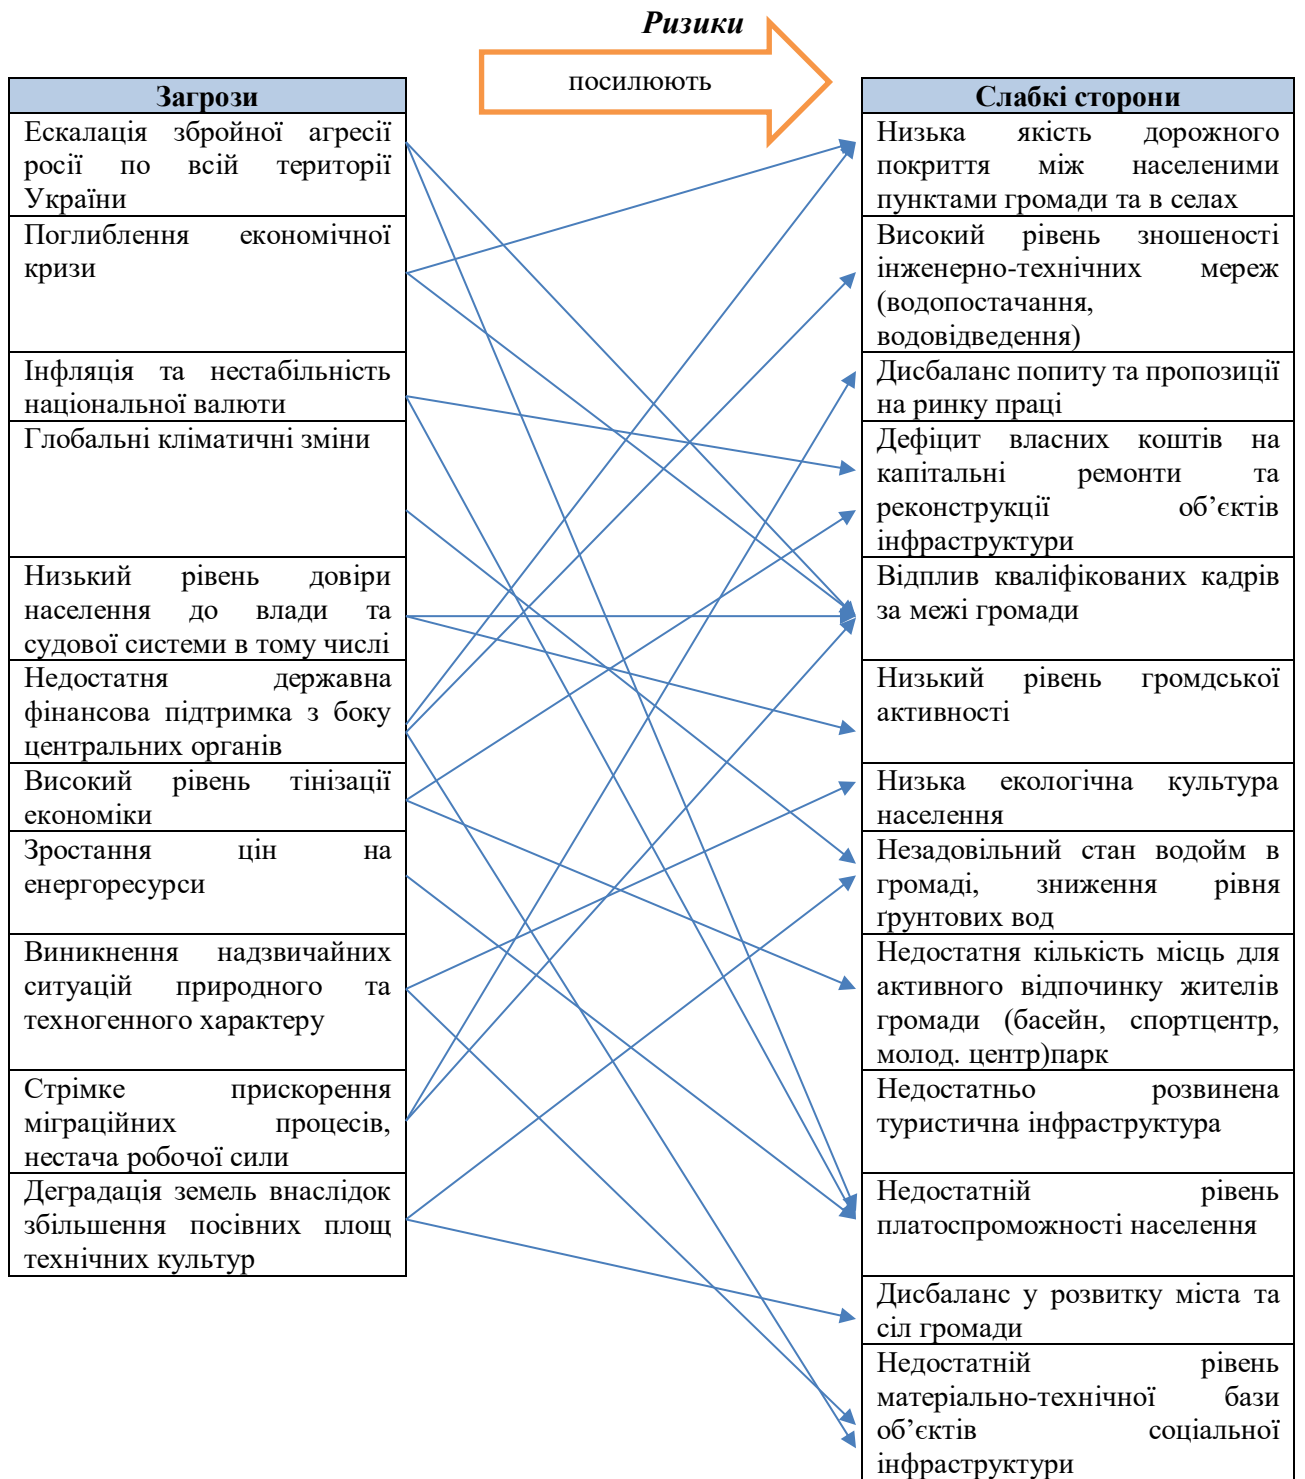 Ризики
посилюють
Загрози
Ескалація збройної агресії
росії по всій території
України
Поглиблення економічної
кризи
Інфляція та нестабільність
національної валюти
Глобальні кліматичні зміни
Низький рівень довіри
населення до влади та
судової системи в тому числі
Недостатня державна
фінансова підтримка з боку
центральних органів
Високий рівень тінізації
економіки
Зростання цін на
енергоресурси
Виникнення надзвичайних
ситуацій природного та
техногенного характеру
Стрімке прискорення
міграційних процесів,
нестача робочої сили
Деградація земель внаслідок
збільшення посівних площ
технічних культур
Слабкі сторони
Низька якість дорожного
покриття між населеними
пунктами громади та в селах
Високий рівень зношеності
інженерно-технічних мереж
(водопостачання,
водовідведення)
Дисбаланс попиту та пропозиції
на ринку праці
Дефіцит власних коштів на
капітальні ремонти та
реконструкції об’єктів
інфраструктури
Відплив кваліфікованих кадрів
за межі громади
Низький рівень громдської
активності
Низька екологічна культура
населення
Незадовільний стан водойм в
громаді, зниження рівня
ґрунтових вод
Недостатня кількість місць для
активного відпочинку жителів
громади (басейн, спортцентр,
молод. центр)парк
Недостатньо розвинена
туристична інфраструктура
Недостатній рівень
платоспроможності населення
Дисбаланс у розвитку міста та
сіл громади
Недостатній рівень
матеріально-технічної бази
об’єктів соціальної
інфраструктури